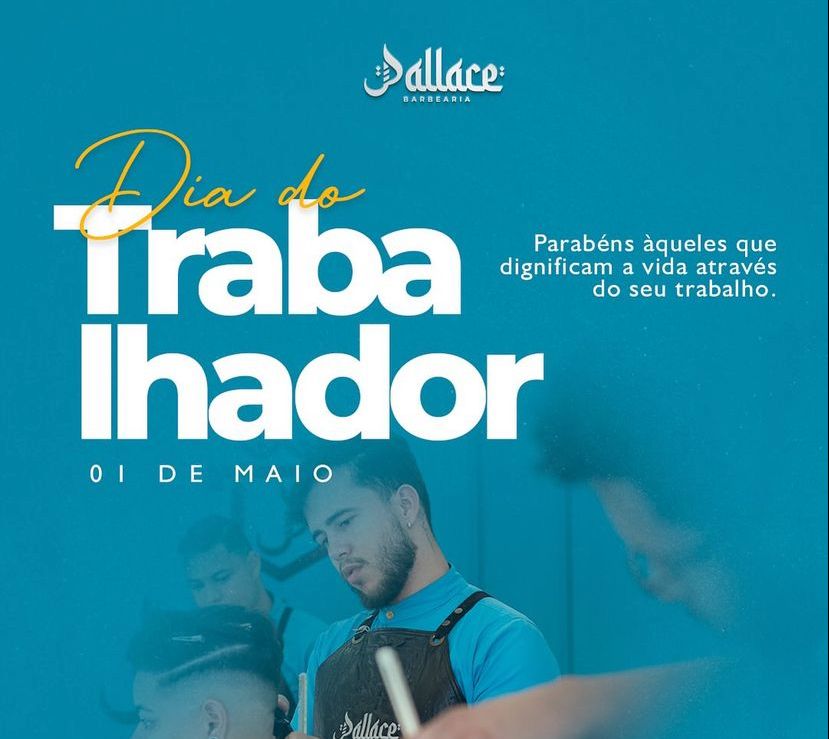 Wallace
BARBEARIA
Dia do
Traba
lhador
Parabéns àqueles que
dignificam a vida através
do seu trabalho.
01 DE MAIO
Wallace